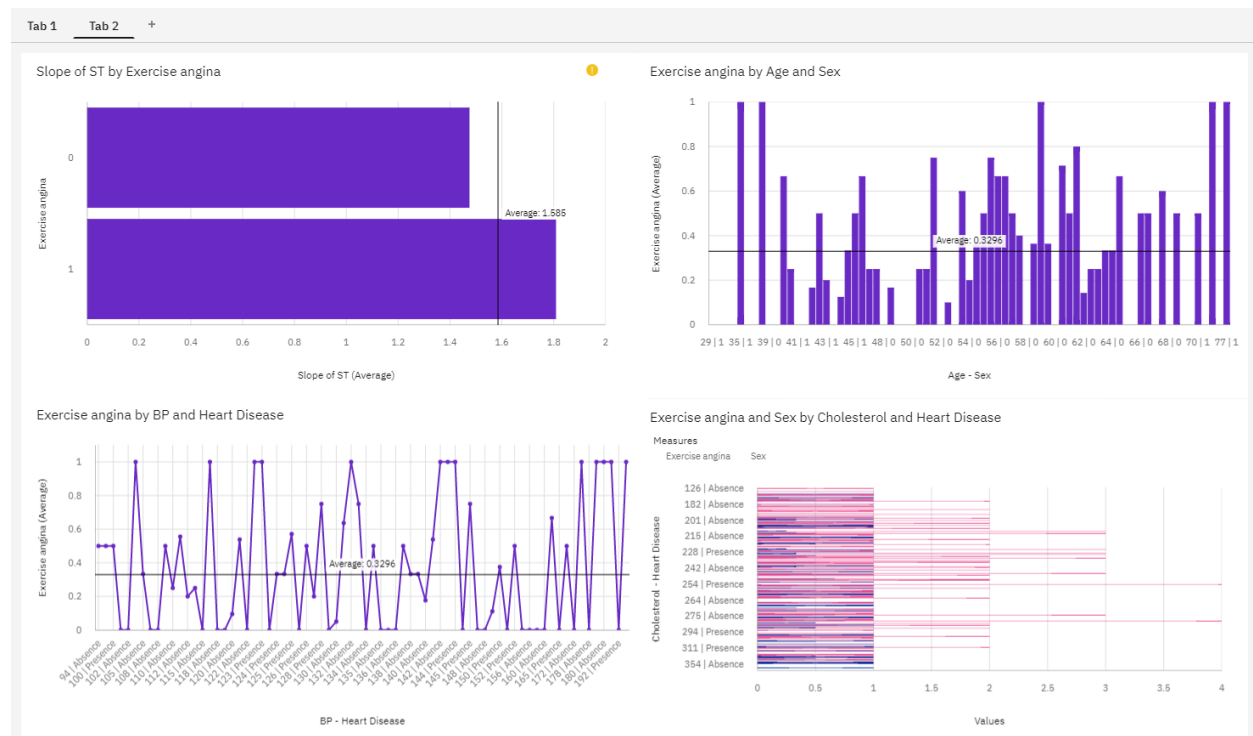 Tab 1 Tab 2 +
Slope of ST by Exercise angina
!
Exercise angina
0
1
Average: 1.585
0 0.2 0.4 0.6 0.8 1 1.2 1.4 1.6 1.8 2
Slope of ST (Average)
Exercise angina by Age and Sex
Exercise angina (Average)
1
0.8
0.6
0.4
0.2
0
Average: 0.3296
29 | 1 35 | 1 39 | 0 41 | 1 43 | 1 45 | 1 48 | 0 50 | 0 52 | 0 54 | 0 56 | 0 58 | 0 60 | 0 62 | 0 64 | 0 66 | 0 68 | 0 70 | 1 77 | 1
Age - Sex
Exercise angina by BP and Heart Disease
Exercise angina (Average)
1
0.8
0.6
0.4
0.2
0
Average: 0.3296
94 | Absence
100 | Presence
102 | Absence
105 | Absence
108 | Absence
110 | Absence
112 | Absence
115 | Absence
118 | Absence
120 | Absence
122 | Absence
123 | Absence
124 | Presence
125 | Presence
126 | Presence
128 | Presence
130 | Absence
132 | Absence
134 | Absence
135 | Absence
136 | Absence
138 | Absence
140 | Absence
142 | Absence
144 | Absence
144 | Presence
145 | Presence
148 | Absence
150 | Presence
152 | Presence
156 | Absence
160 | Absence
165 | Presence
172 | Absence
178 | Absence
180 | Absence
192 | Presence
BP - Heart Disease
Exercise angina and Sex by Cholesterol and Heart Disease
Measures
Exercise angina Sex
Cholesterol - Heart Disease
126 | Absence
182 | Absence
201 | Absence
215 | Absence
228 | Presence
242 | Absence
254 | Presence
264 | Absence
275 | Absence
294 | Presence
311 | Presence
354 | Absence
0 0.5 1 1.5 2 2.5 3 3.5 4
Values